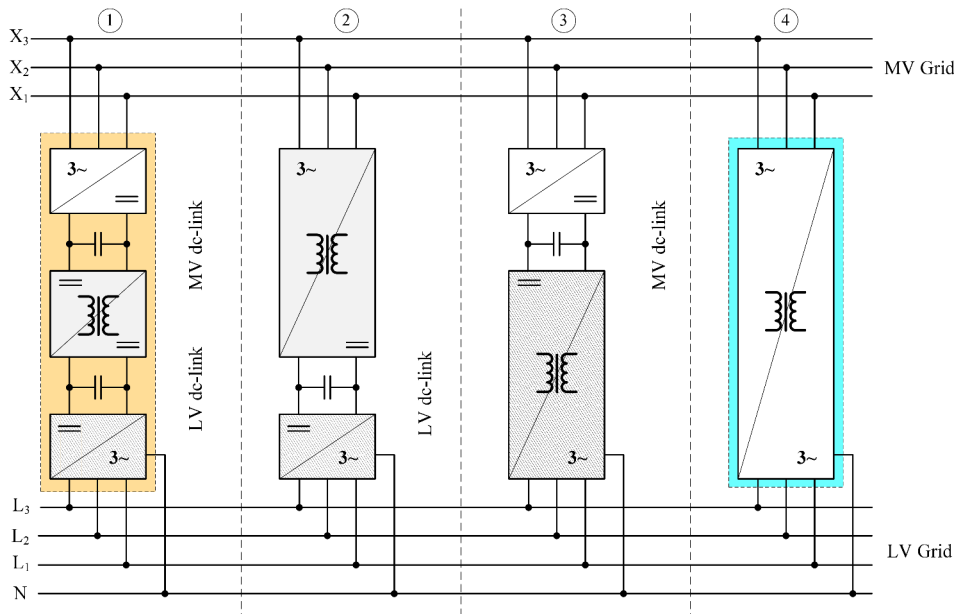 1 2 3 4
X3
X2
MV Grid
X1
3~ 3~ 3~ 3~
MV dc-link
MV dc-link
LV dc-link
LV dc-link
3~ 3~ 3~ 3~
L3
L2
LV Grid
L1
N